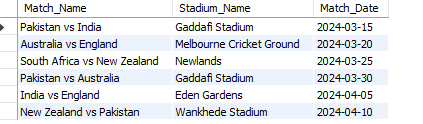 Match_Name Stadium_Name Match_Date
Pakistan vs India Gaddafi Stadium 2024-03-15
Australia vs England Melbourne Cricket Ground 2024-03-20
South Africa vs New Zealand Newlands 2024-03-25
Pakistan vs Australia Gaddafi Stadium 2024-03-30
India vs England Eden Gardens 2024-04-05
New Zealand vs Pakistan Wankhede Stadium 2024-04-10